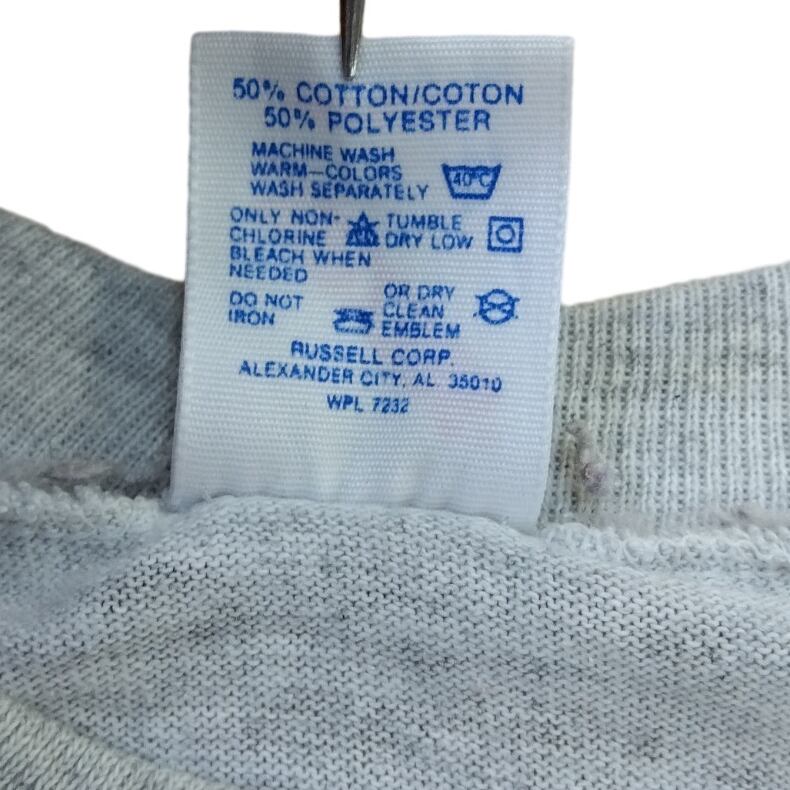 50% COTTON/COTON
50% POLYESTER
MACHINE WASH
WARM—COLORS
WASH SEPARATELY
40°C
ONLY NON-
CHLORINE
BLEACH WHEN
NEEDED
TUMBLE
DRY LOW
DO NOT
IRON
OR DRY
CLEAN
EMBLEM
RUSSELL CORP.
ALEXANDER CITY, AL 35010
WPL 7232